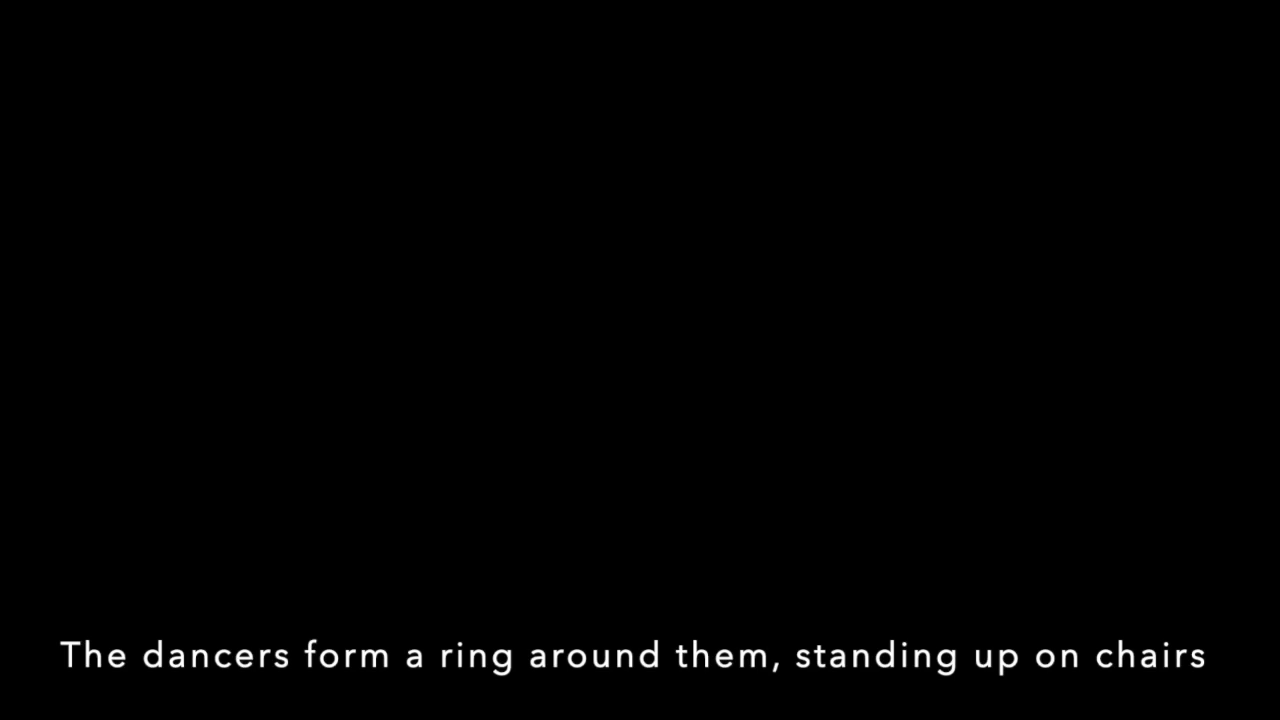 The dancers form a ring around them, standing up on chairs